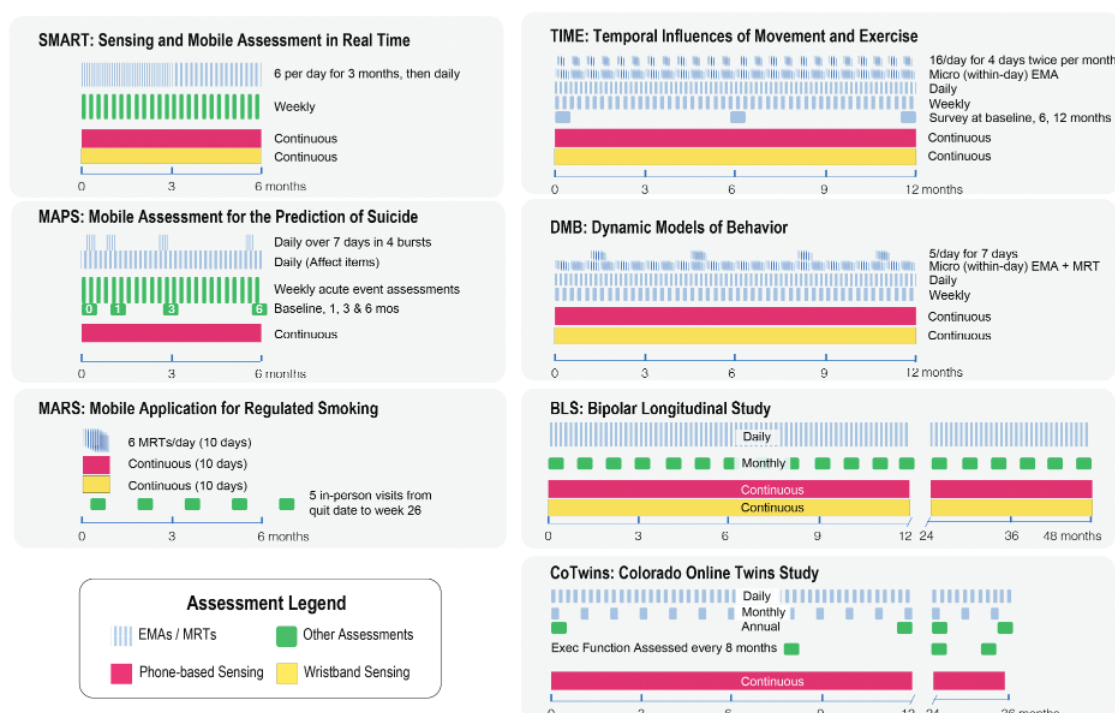 SMART: Sensing and Mobile Assessment in Real Time
6 per day for 3 months, then daily
Weekly
Continuous
Continuous
0 3 6 months
MAPS: Mobile Assessment for the Prediction of Suicide
Daily over 7 days in 4 bursts
Daily (Affect items)
Weekly acute event assessments
0 1 3 6 Baseline, 1, 3 & 6 mos
Continuous
0 3 6 months
MARS: Mobile Application for Regulated Smoking
6 MRTs/day (10 days)
Continuous (10 days)
Continuous (10 days)
5 in-person visits from
quit date to week 26
0 3 6 months
Assessment Legend
EMAs / MRTs
Other Assessments
Phone-based Sensing
Wristband Sensing
TIME: Temporal Influences of Movement and Exercise
16/day for 4 days twice per month
Micro (within-day) EMA
Daily
Weekly
Survey at baseline, 6, 12 months
Continuous
Continuous
0 3 6 9 12 months
DMB: Dynamic Models of Behavior
5/day for 7 days
Micro (within-day) EMA + MRT
Daily
Weekly
Continuous
Continuous
0 3 6 9 12 months
BLS: Bipolar Longitudinal Study
Daily
Monthly
Continuous
Continuous
0 3 6 9 12 24 36 48 months
CoTwins: Colorado Online Twins Study
Daily
Monthly
Annual
Exec Function Assessed every 8 months
Continuous
0 3 6 9 12 24 36 months